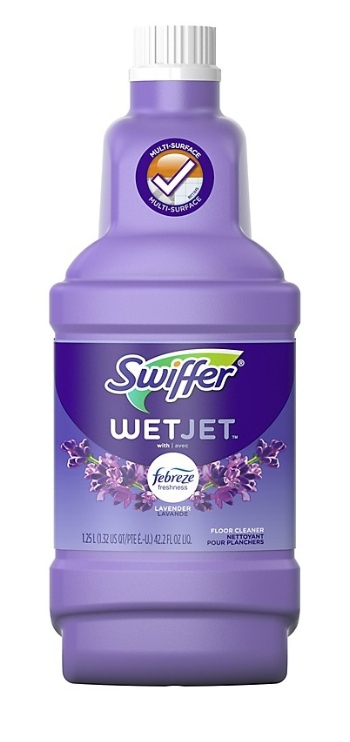 MULTI-SURFACE
MULTI-SURFACE
Swiffer®
WETJET™
with | avec
febreze
freshness
LAVENDER
LAVANDE
FLOOR CLEANER
NETTOYANT
POUR PLANCHERS
1.25 L (1.32 US QT/PTE É.-U.) 42.2 FL OZ LIQ.